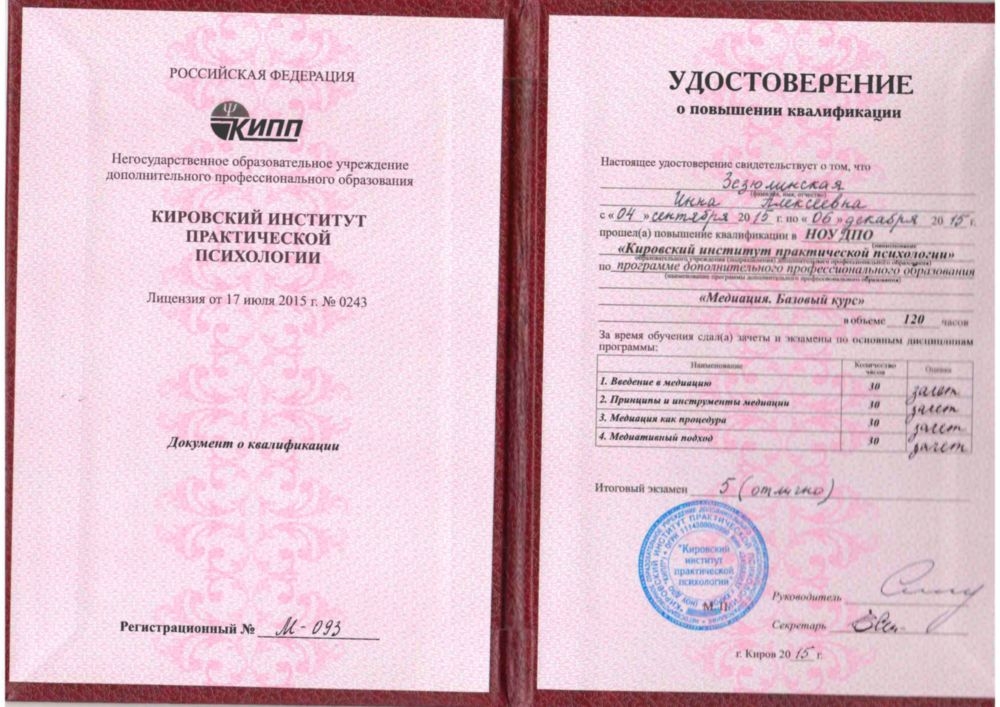 РОССИЙСКАЯ ФЕДЕРАЦИЯ
КИПП
Негосударственное образовательное учреждение
дополнительного профессионального образования
КИРОВСКИЙ ИНСТИТУТ
ПРАКТИЧЕСКОЙ
ПСИХОЛОГИИ
Лицензия от 17 июля 2015 г. № 0243
Документ о квалификации
Регистрационный № М-093
УДОСТОВЕРЕНИЕ
о повышении квалификации
Настоящее удостоверение свидетельствует о том, что
Зезюлинская
(фамилия, имя, отчество)
Инна Алексеевна
с « 04 » сентября 2015 г. по « 06 » декабря 2015 г.
прошел(а) повышение квалификации в НОУ ДПО
(наименование
«Кировский институт практической психологии»
образовательного учреждения (подразделения) дополнительного профессионального образования)
по программе дополнительного профессионального образования
(наименование программы дополнительного профессионального образования)
«Медиация. Базовый курс»
в объеме 120 часов
За время обучения сдал(а) зачеты и экзамены по основным дисциплинам
программы:
Наименование Количество часов Оценка
1. Введение в медиацию 30 зачет
2. Принципы и инструменты медиации 30 зачет
3. Медиация как процедура 30 зачет
4. Медиативный подход 30 зачет
Итоговый экзамен 5 (отлично)
"Кировский
институт
практической
психологии"
М.П.
Руководитель
Секретарь
г. Киров 2015 г.